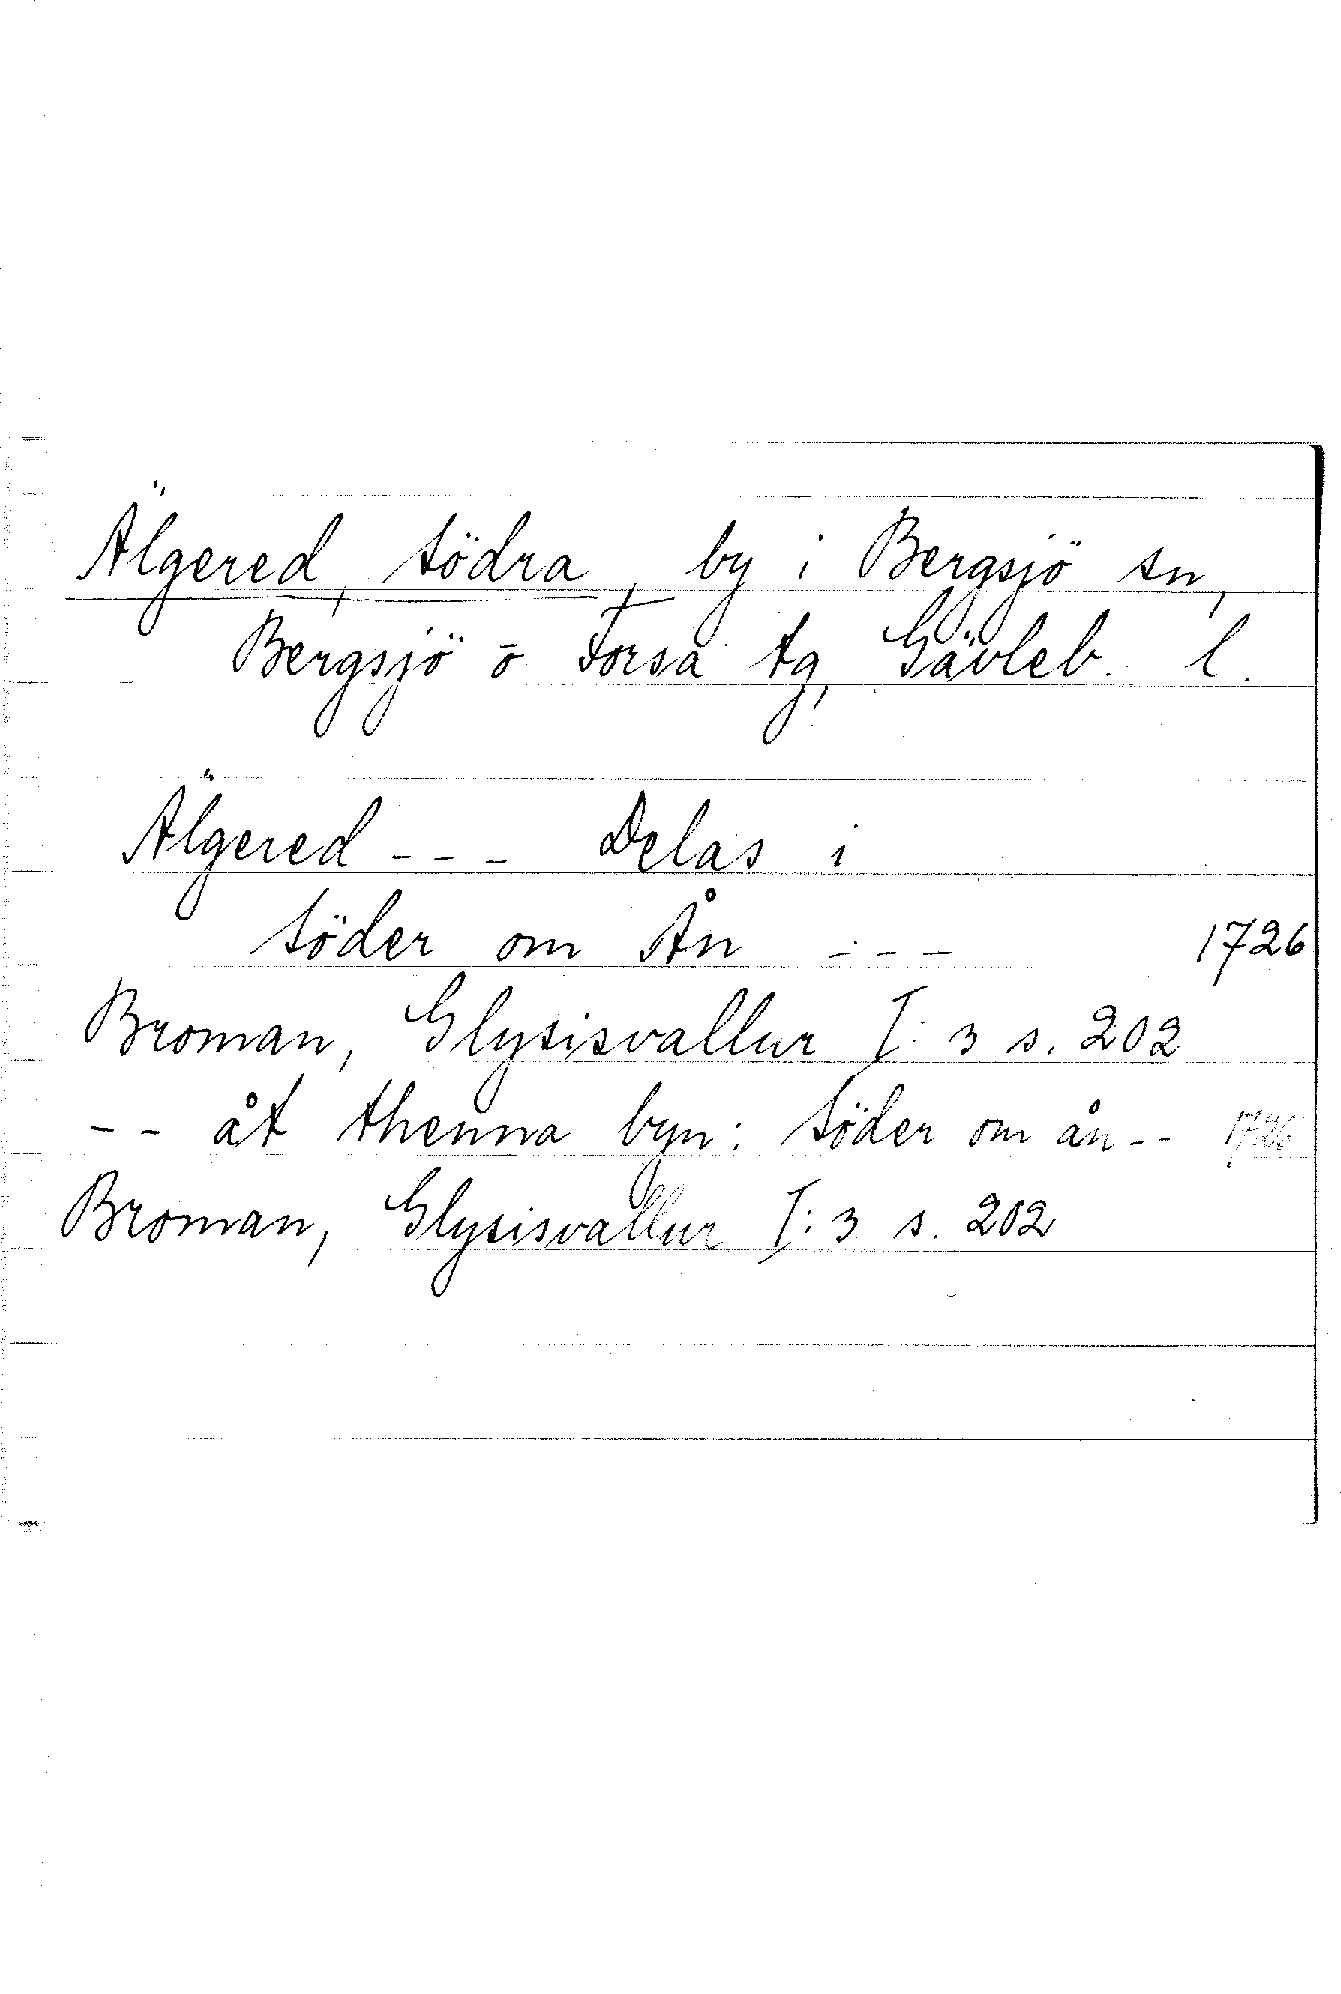 Älgered, södra, by i Bergsjö sn,
Bergsjö o Forsa tg, Gävleb. l.
Älgered --- Delas i
söder om Ån --- 1726
Broman, Glysisvallur I:3 s. 202
-- åt thenna byn: söder om ån -- 1726
Broman, Glysisvallur I:3 s. 202